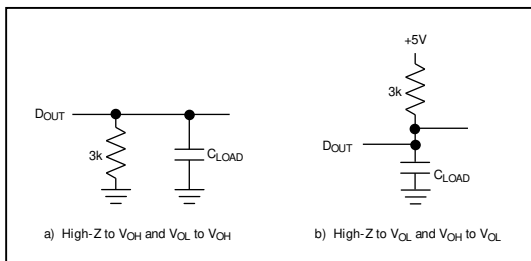 DOUT
3k
CLOAD
a) High-Z to VOH and VOL to VOH
+5V
3k
DOUT
CLOAD
b) High-Z to VOL and VOH to VOL